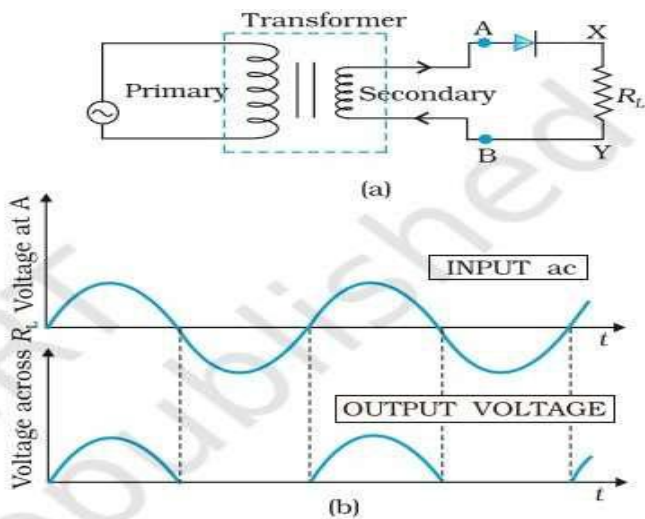 Transformer
A
X
Primary
Secondary
R_L
B
Y
(a)
Voltage at A
INPUT ac
t
Voltage across R_L
OUTPUT VOLTAGE
t
(b)